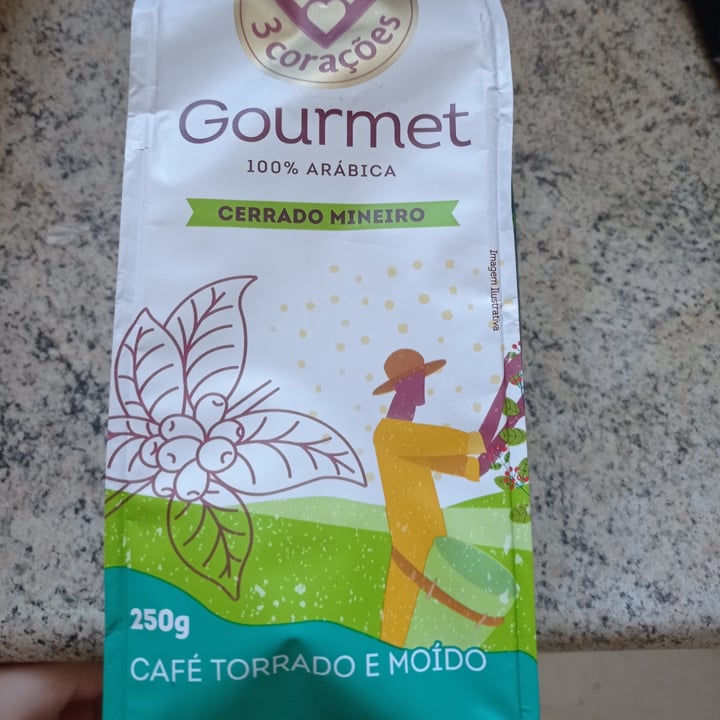 3 corações
Gourmet
100% ARÁBICA
CERRADO MINEIRO
Imagem Ilustrativa
250g
CAFÉ TORRADO E MOÍDO